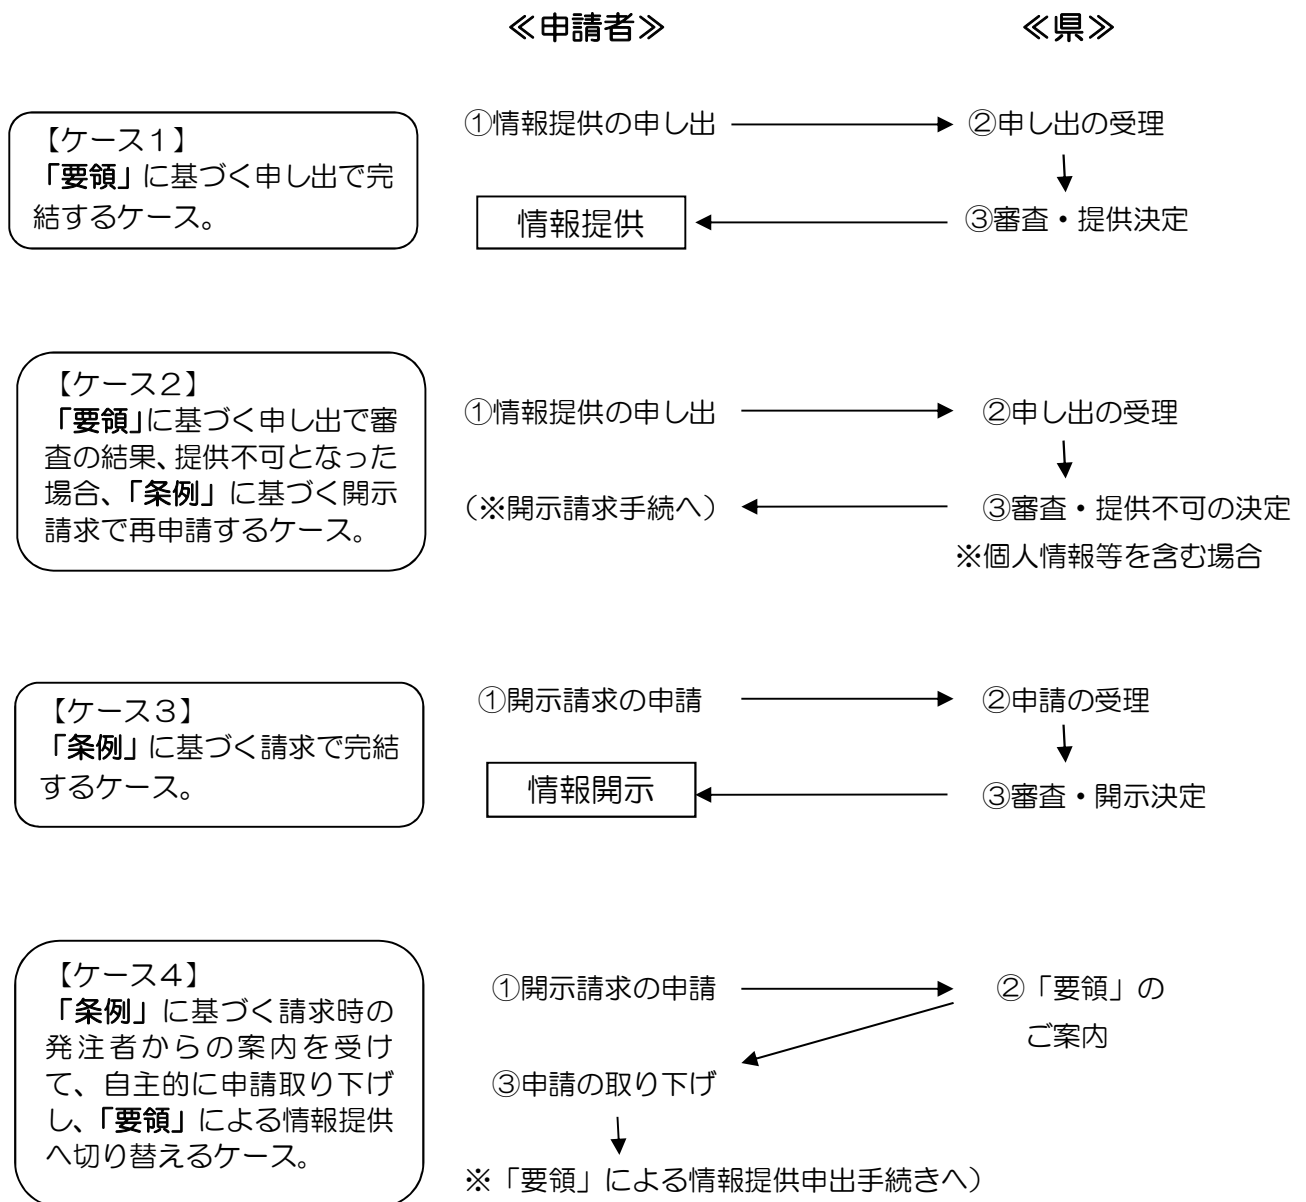 ≪申請者≫
≪県≫
【ケース１】
「要領」に基づく申し出で完
結するケース。
①情報提供の申し出
②申し出の受理
情報提供
③審査・提供決定
【ケース２】
「要領」に基づく申し出で審
査の結果、提供不可となった
場合、「条例」に基づく開示
請求で再申請するケース。
①情報提供の申し出
②申し出の受理
（※開示請求手続へ）
③審査・提供不可の決定
※個人情報等を含む場合
【ケース３】
「条例」に基づく請求で完結
するケース。
①開示請求の申請
②申請の受理
情報開示
③審査・開示決定
【ケース４】
「条例」に基づく請求時の
発注者からの案内を受け
て、自主的に申請取り下げ
し、「要領」による情報提供
へ切り替えるケース。
①開示請求の申請
②「要領」の
ご案内
③申請の取り下げ
※「要領」による情報提供申出手続きへ）